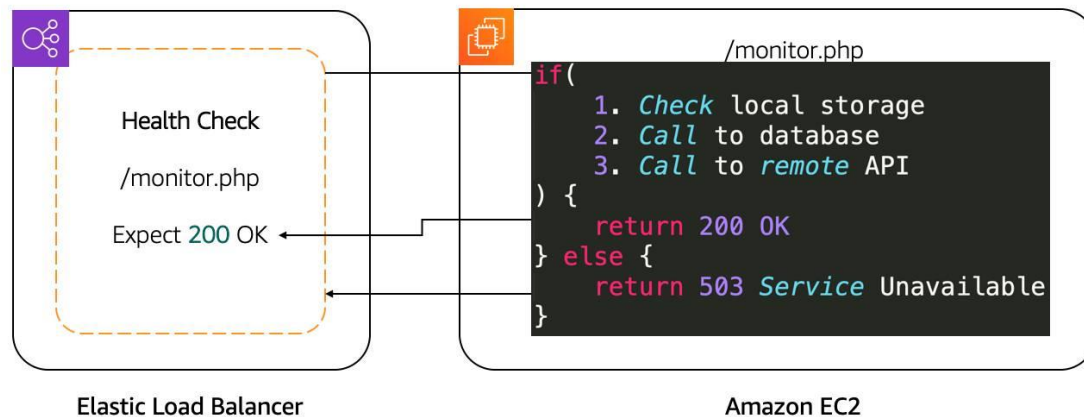 Health Check
/monitor.php
Expect 200 OK
Elastic Load Balancer
/monitor.php
if(
1. Check local storage
2. Call to database
3. Call to remote API
) {
return 200 OK
} else {
return 503 Service Unavailable
}
Amazon EC2